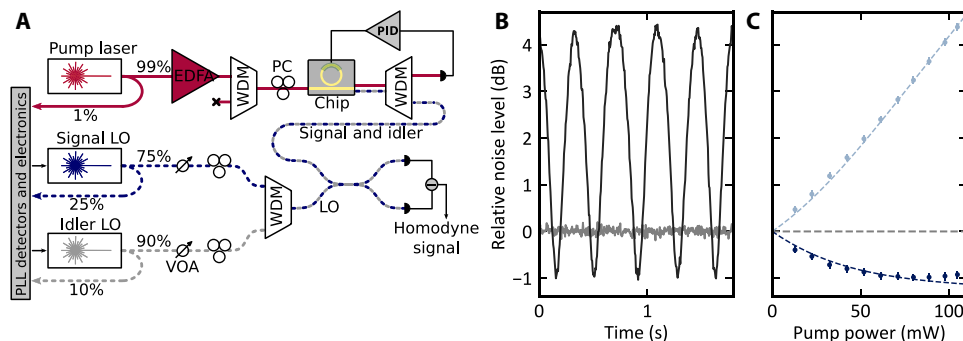 A
Pump laser
99%
EDFA
1%
WDM
PC
Chip
PID
WDM
Signal and idler
PLL detectors and electronics
Signal LO
75%
25%
WDM
LO
Homodyne
signal
Idler LO
90%
VOA
10%
B
Relative noise level (dB)
4
3
2
1
0
−1
0
1
Time (s)
C
0
50
100
Pump power (mW)